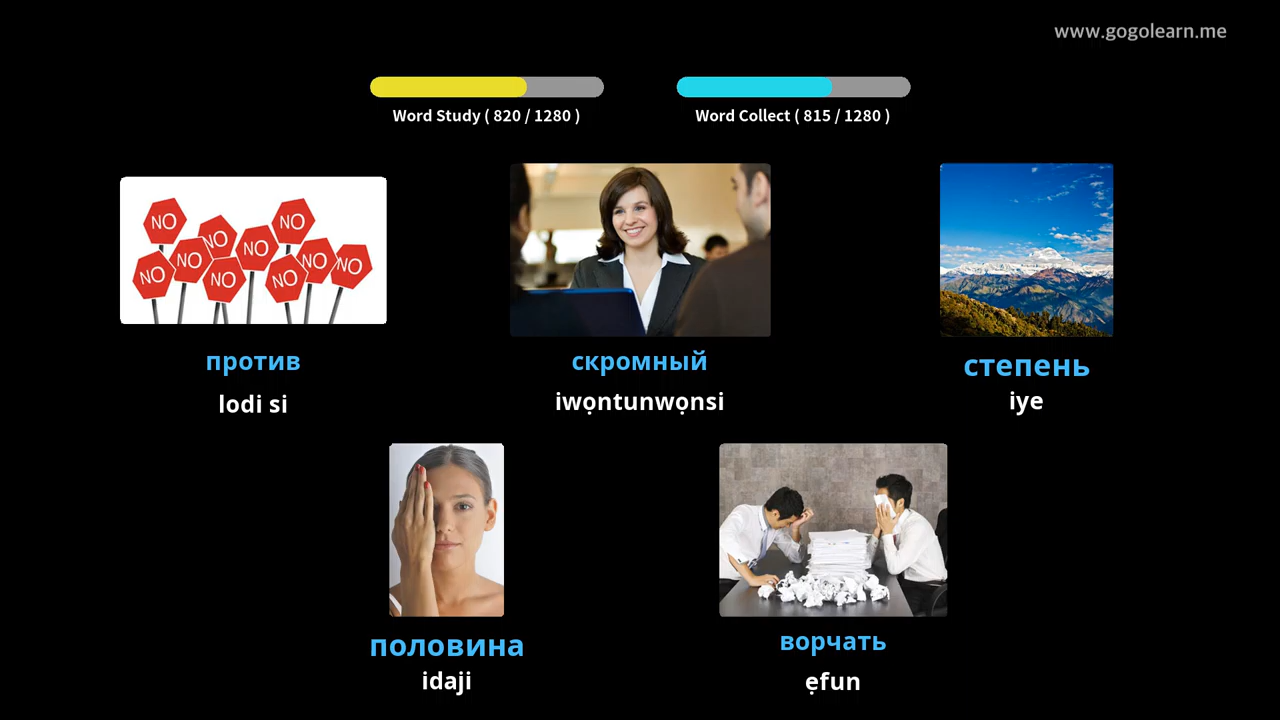 www.gogolearn.me
Word Study ( 820 / 1280 )
Word Collect ( 815 / 1280 )
NO
NO
NO
NO
NO
NO
NO
NO
NO
против
lodi si
скромный
iwọntunwọnsi
степень
iye
половина
idaji
ворчать
ẹfun